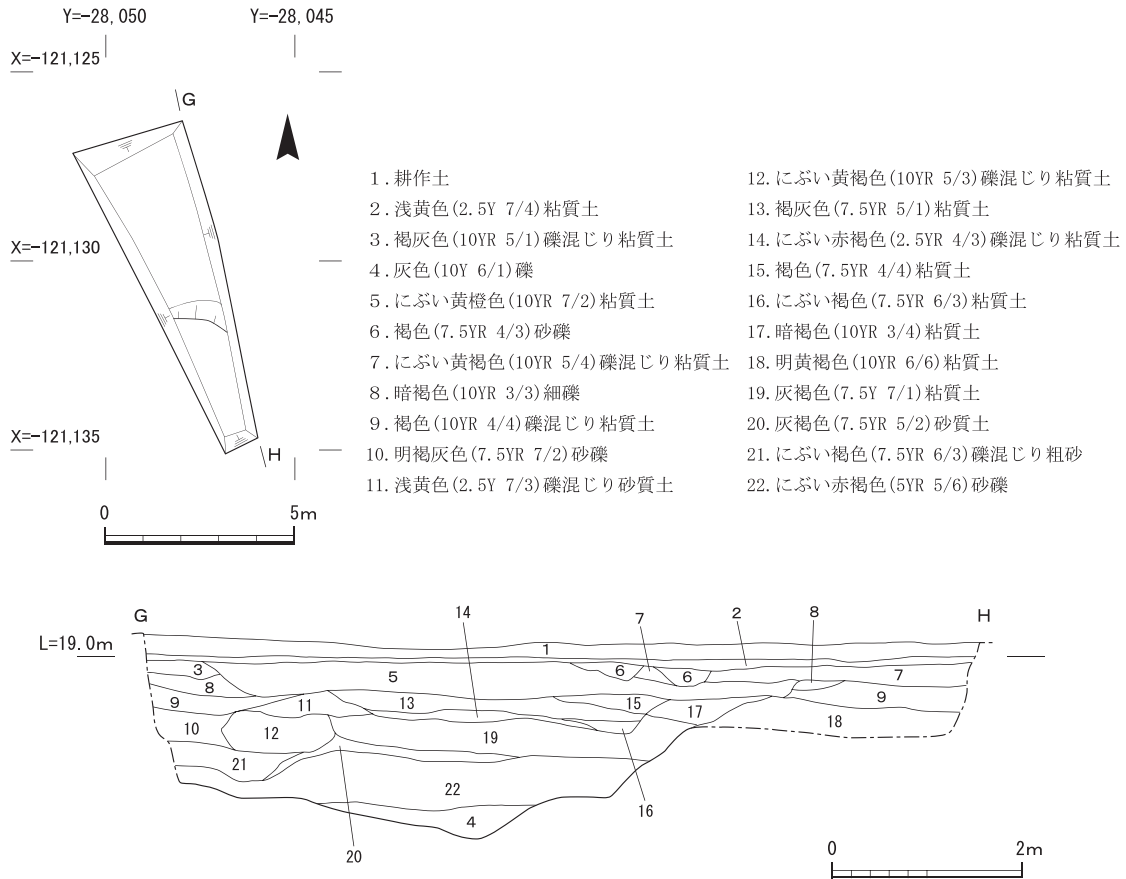 Y=-28,050
Y=-28,045
X=-121,125
G
X=-121,130
X=-121,135
H
0 5m
1.耕作土
2.浅黄色(2.5Y 7/4)粘質土
3.褐灰色(10YR 5/1)礫混じり粘質土
4.灰色(10Y 6/1)礫
5.にぶい黄橙色(10YR 7/2)粘質土
6.褐色(7.5YR 4/3)砂礫
7.にぶい黄褐色(10YR 5/4)礫混じり粘質土
8.暗褐色(10YR 3/3)細礫
9.褐色(10YR 4/4)礫混じり粘質土
10.明褐灰色(7.5YR 7/2)砂礫
11.浅黄色(2.5Y 7/3)礫混じり砂質土
12.にぶい黄褐色(10YR 5/3)礫混じり粘質土
13.褐灰色(7.5YR 5/1)粘質土
14.にぶい赤褐色(2.5YR 4/3)礫混じり粘質土
15.褐色(7.5YR 4/4)粘質土
16.にぶい褐色(7.5YR 6/3)粘質土
17.暗褐色(10YR 3/4)粘質土
18.明黄褐色(10YR 6/6)粘質土
19.灰褐色(7.5Y 7/1)粘質土
20.灰褐色(7.5YR 5/2)砂質土
21.にぶい褐色(7.5YR 6/3)礫混じり粗砂
22.にぶい赤褐色(5YR 5/6)砂礫
G 14 7 2 8 H
L=19.0m
1
3 5 6 6 7
8 9
9 11 13 15 17
10 12 19 18
21
22
4 16
20
0 2m